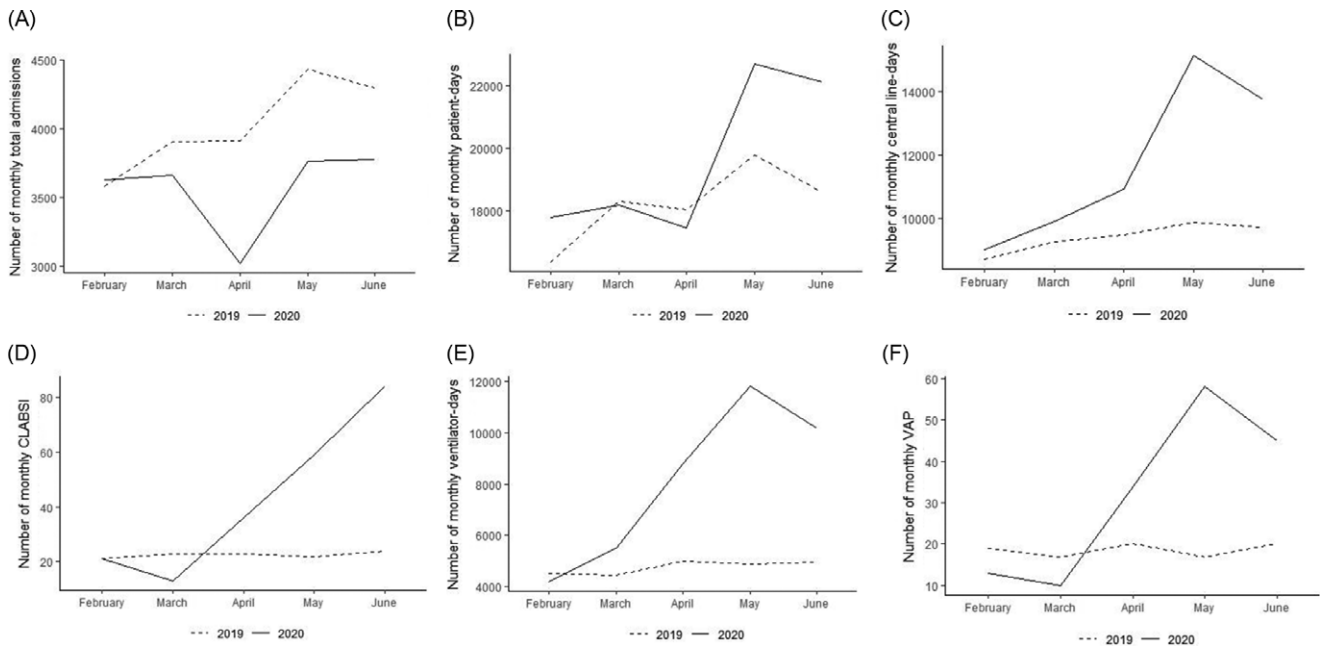 (A)
Number of monthly total admissions
4500
4000
3500
3000
February March April May June
2019 2020
(B)
Number of monthly patient-days
22000
20000
18000
February March April May June
2019 2020
(C)
Number of monthly central line-days
14000
12000
10000
February March April May June
2019 2020
(D)
Number of monthly CLABSI
80
60
40
20
February March April May June
2019 2020
(E)
Number of monthly ventilator-days
12000
10000
8000
6000
4000
February March April May June
2019 2020
(F)
Number of monthly VAP
60
50
40
30
20
10
February March April May June
2019 2020